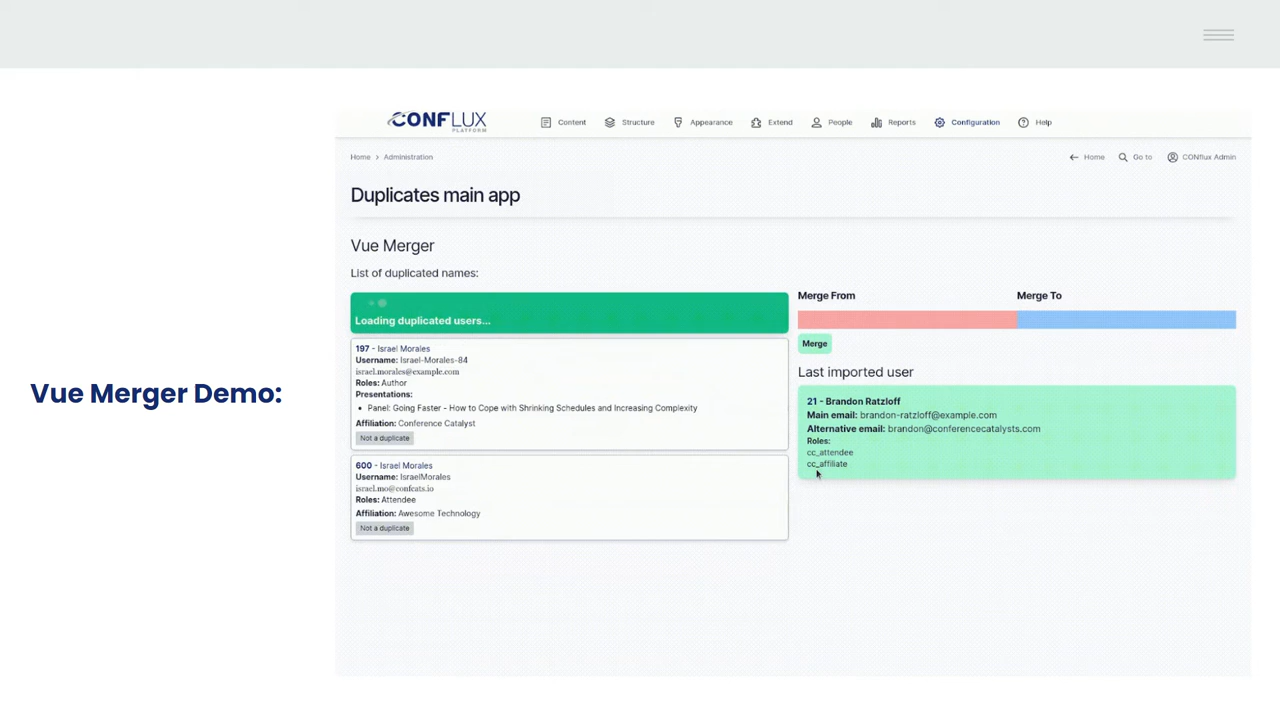 CONFLUX
PLATFORM
Content
Structure
Appearance
Extend
People
Reports
Configuration
Help
Home > Administration
Home
Go to
CONflux Admin
Duplicates main app
Vue Merger
List of duplicated names:
Loading duplicated users...
197 - Israel Morales
Username: Israel-Morales-84
israel.morales@example.com
Roles: Author
Presentations:
• Panel: Going Faster - How to Cope with Shrinking Schedules and Increasing Complexity
Affiliation: Conference Catalyst
Not a duplicate
600 - Israel Morales
Username: IsraelMorales
israel.mo@confcats.io
Roles: Attendee
Affiliation: Awesome Technology
Not a duplicate
Merge From
Merge To
Merge
Last imported user
21 - Brandon Ratzloff
Main email: brandon-ratzloff@example.com
Alternative email: brandon@conferencecatalysts.com
Roles:
cc_attendee
cc_affiliate
Vue Merger Demo: